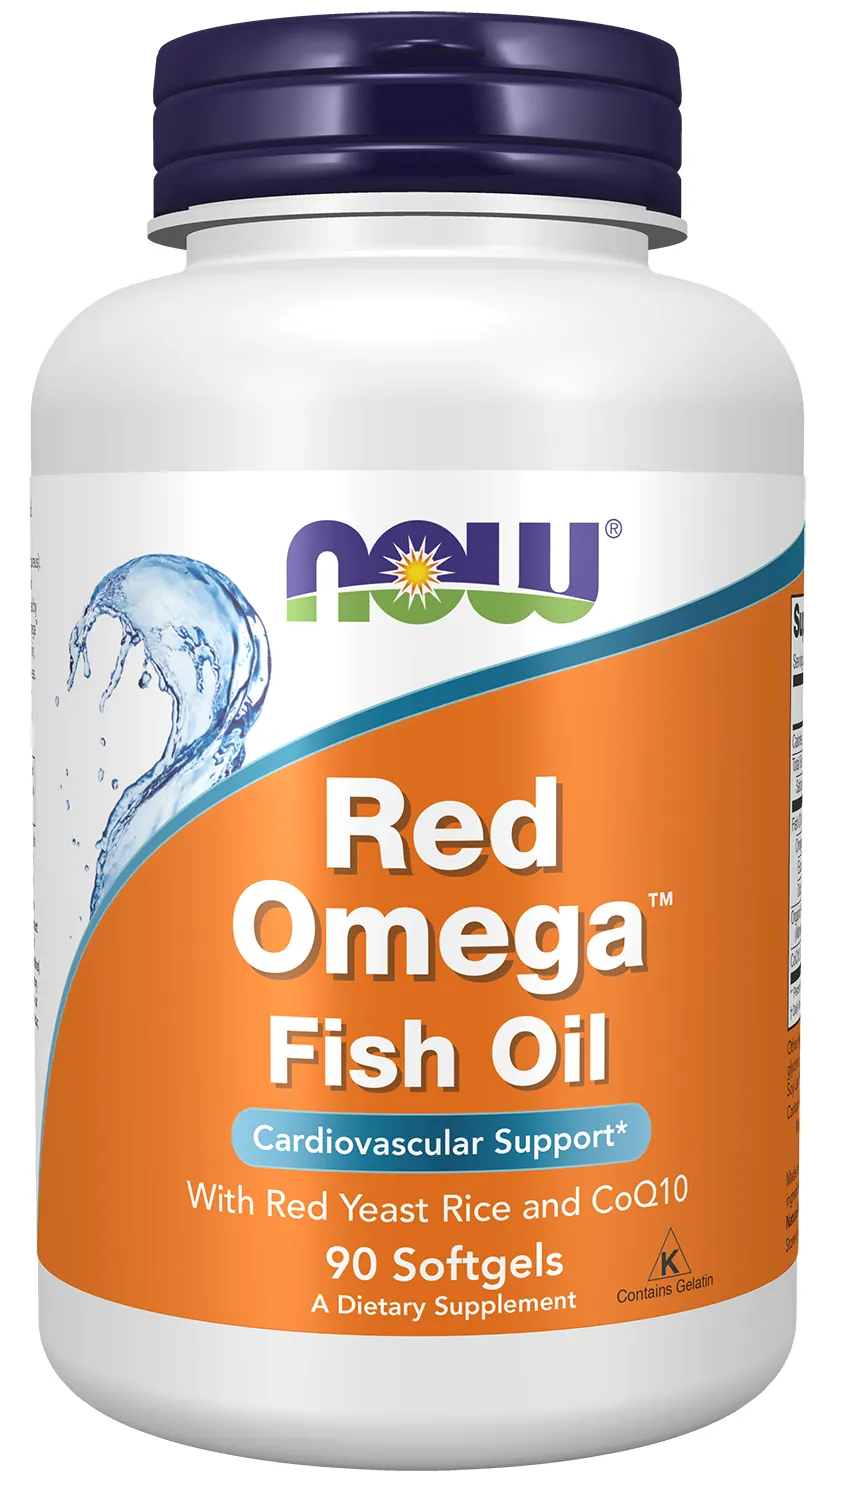 now®
Red
Omega™
Fish Oil
Cardiovascular Support*
With Red Yeast Rice and CoQ10
90 Softgels
A Dietary Supplement
K
Contains Gelatin